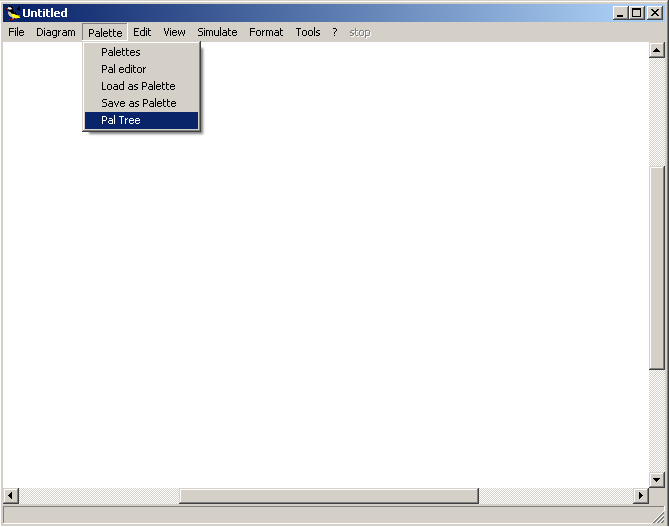 Untitled
File Diagram Palette Edit View Simulate Format Tools ? stop
Palettes
Pal editor
Load as Palette
Save as Palette
Pal Tree